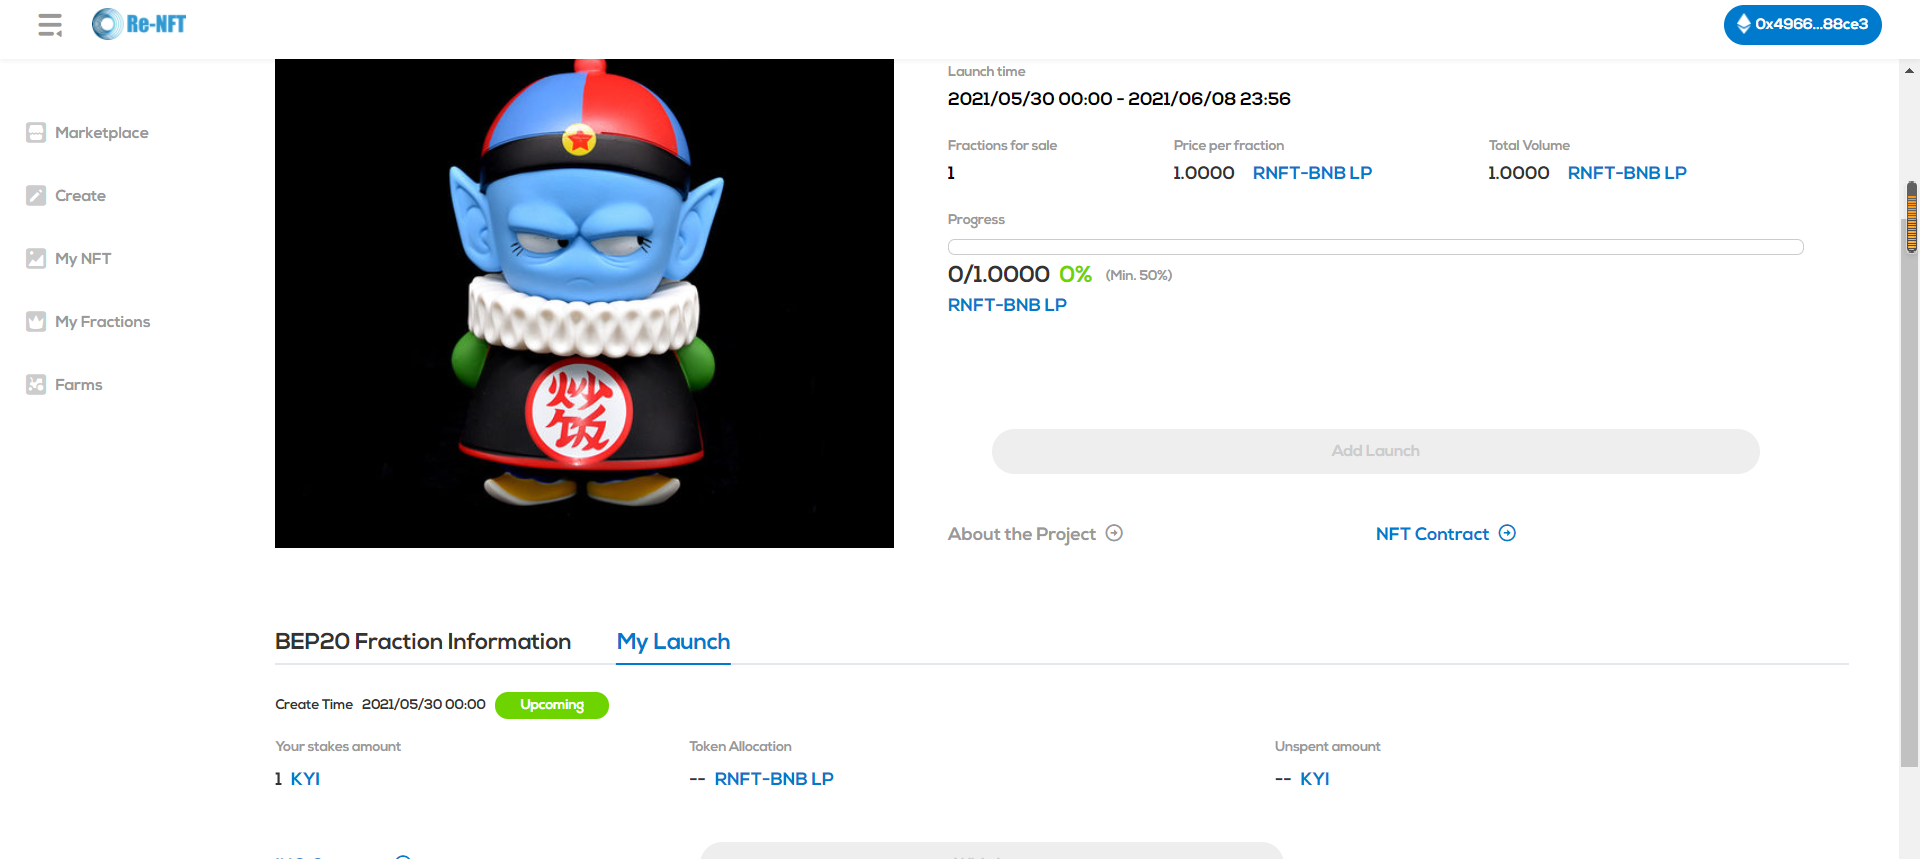 Re-NFT
0x4966...88ce3
Marketplace
Create
My NFT
My Fractions
Farms
炒
饭
Launch time
2021/05/30 00:00 - 2021/06/08 23:56
Fractions for sale Price per fraction Total Volume
1 1.0000 RNFT-BNB LP 1.0000 RNFT-BNB LP
Progress
0/1.0000 0% (Min. 50%)
RNFT-BNB LP
Add Launch
About the Project NFT Contract
BEP20 Fraction Information My Launch
Create Time 2021/05/30 00:00 Upcoming
Your stakes amount Token Allocation Unspent amount
1 KYI -- RNFT-BNB LP -- KYI